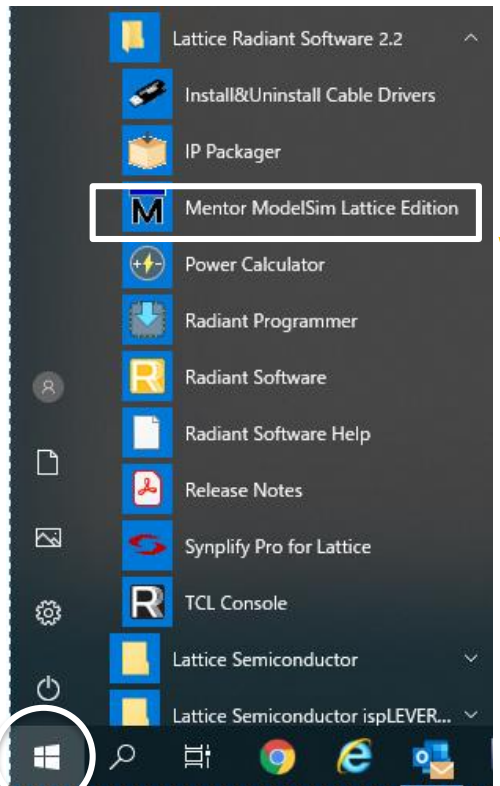 Lattice Radiant Software 2.2
Install&Uninstall Cable Drivers
IP Packager
M Mentor ModelSim Lattice Edition
Power Calculator
Radiant Programmer
R Radiant Software
Radiant Software Help
Release Notes
Synplify Pro for Lattice
R TCL Console
Lattice Semiconductor
Lattice Semiconductor ispLEVER...